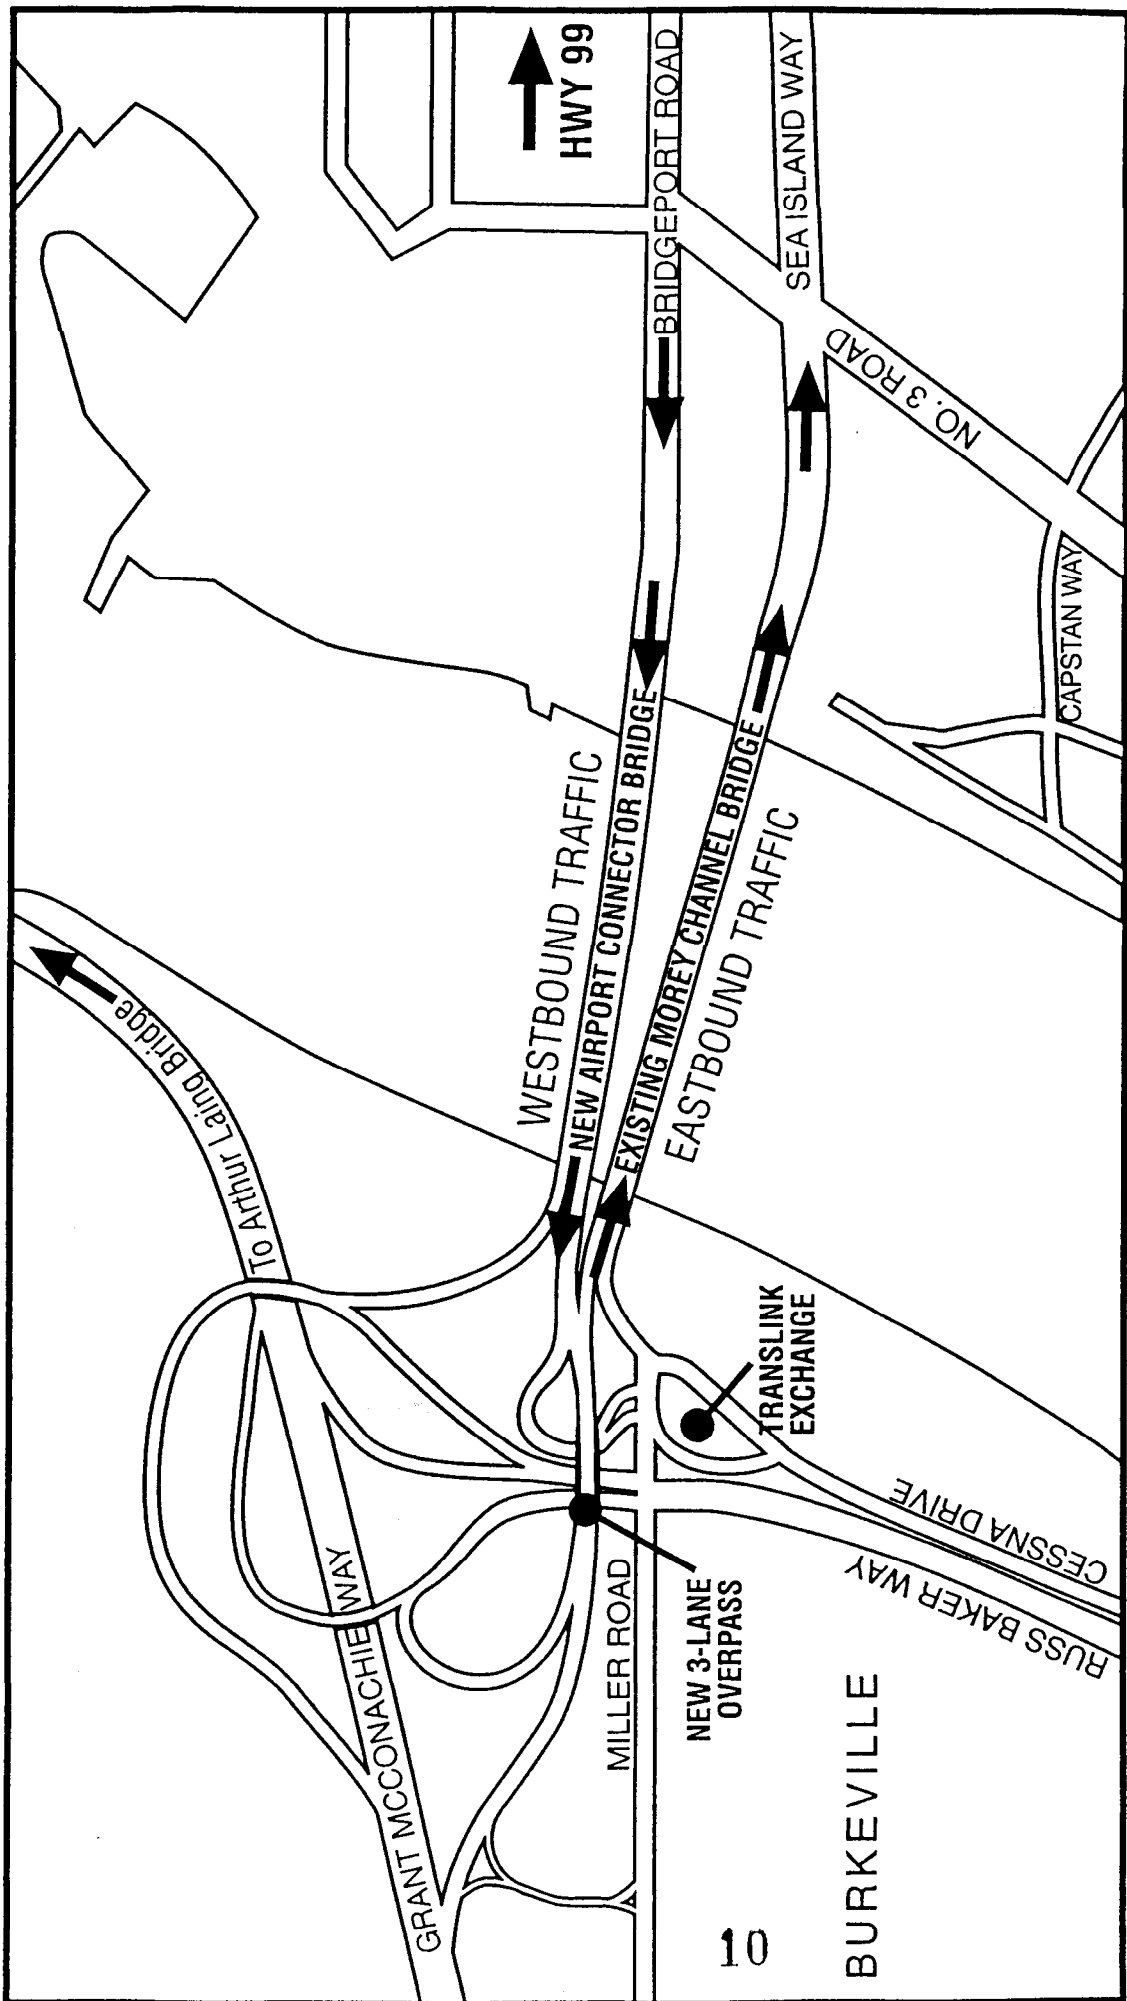 HWY 99
BRIDGEPORT ROAD
SEA ISLAND WAY
NO. 3 ROAD
CAPSTAN WAY
WESTBOUND TRAFFIC
NEW AIRPORT CONNECTOR BRIDGE
EXISTING MOREY CHANNEL BRIDGE
EASTBOUND TRAFFIC
To Arthur Laing Bridge
TRANSLINK
EXCHANGE
CESSNA DRIVE
RUSS BAKER WAY
NEW 3-LANE
OVERPASS
MILLER ROAD
GRANT MCCONACHIE WAY
BURKEVILLE
10